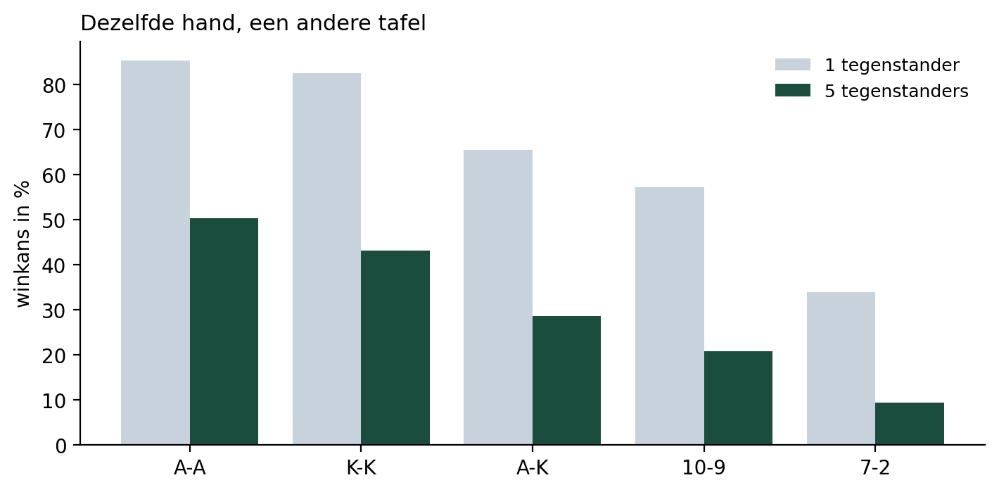 Dezelfde hand, een andere tafel
1 tegenstander
5 tegenstanders
winkans in %
80
70
60
50
40
30
20
10
0
A-A
K-K
A-K
10-9
7-2